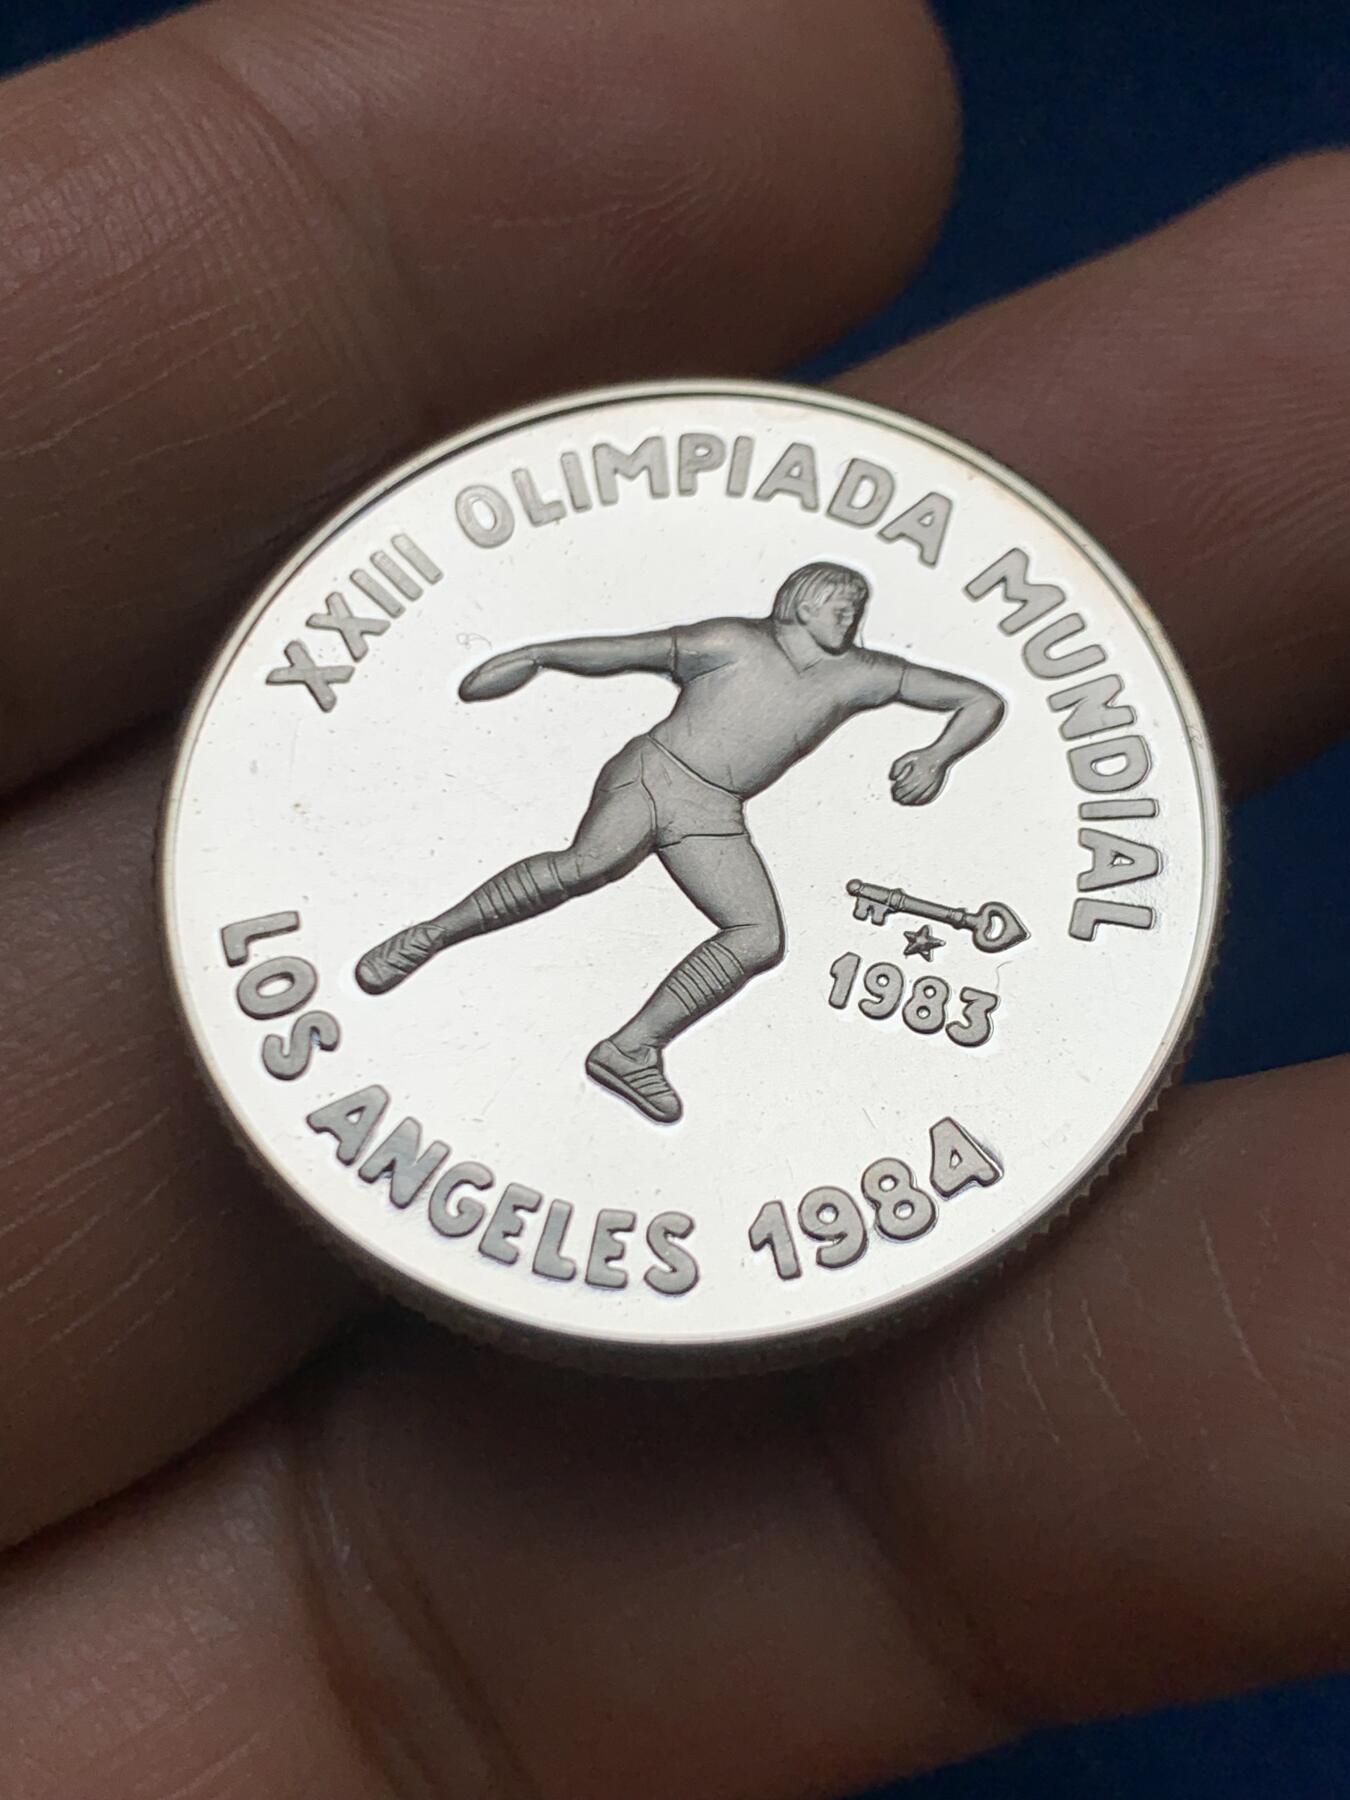 XXIII OLIMPIADA MUNDIAL
1983
LOS ANGELES 1984